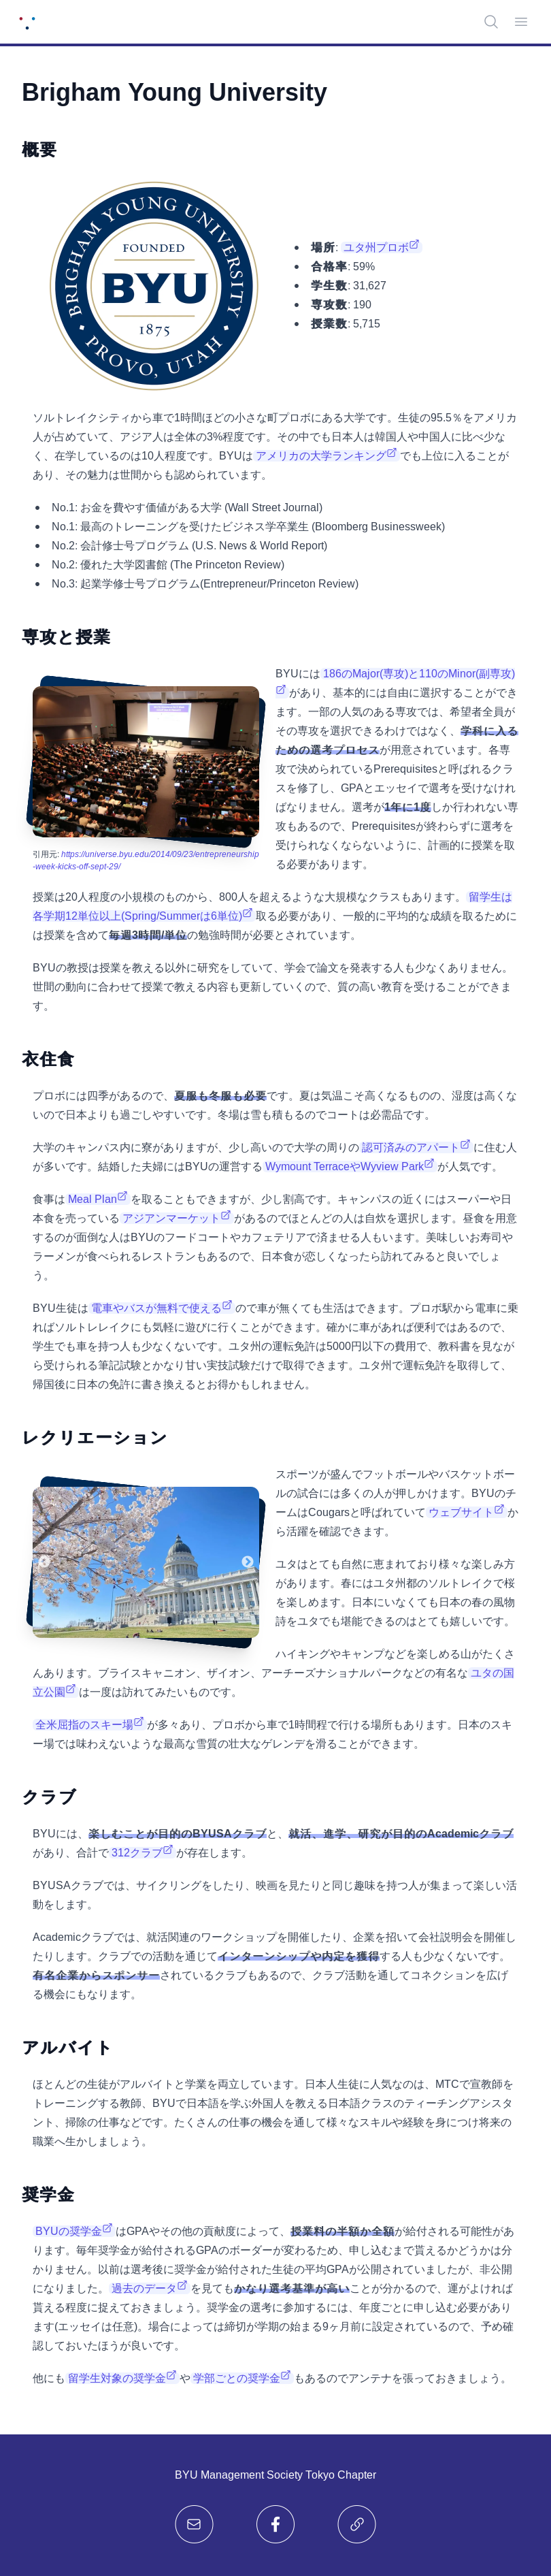 Brigham Young University
概要
BRIGHAM YOUNG UNIVERSITY
FOUNDED
BYU
1875
PROVO, UTAH
場所: ユタ州プロボ
合格率: 59%
学生数: 31,627
専攻数: 190
授業数: 5,715
ソルトレイクシティから車で1時間ほどの小さな町プロボにある大学です。生徒の95.5％をアメリカ
人が占めていて、アジア人は全体の3%程度です。その中でも日本人は韓国人や中国人に比べ少な
く、在学しているのは10人程度です。BYUは アメリカの大学ランキング でも上位に入ることが
あり、その魅力は世間からも認められています。
No.1: お金を費やす価値がある大学 (Wall Street Journal)
No.1: 最高のトレーニングを受けたビジネス学卒業生 (Bloomberg Businessweek)
No.2: 会計修士号プログラム (U.S. News & World Report)
No.2: 優れた大学図書館 (The Princeton Review)
No.3: 起業学修士号プログラム(Entrepreneur/Princeton Review)
専攻と授業
BYUには 186のMajor(専攻)と110のMinor(副専攻)
があり、基本的には自由に選択することができ
ます。一部の人気のある専攻では、希望者全員が
その専攻を選択できるわけではなく、学科に入る
ための選考プロセスが用意されています。各専
攻で決められているPrerequisitesと呼ばれるクラ
スを修了し、GPAとエッセイで選考を受けなけれ
ばなりません。選考が1年に1度しか行われない専
攻もあるので、Prerequisitesが終わらずに選考を
受けられなくならないように、計画的に授業を取
る必要があります。
引用元: https://universe.byu.edu/2014/09/23/entrepreneurship
-week-kicks-off-sept-29/
授業は20人程度の小規模のものから、800人を超えるような大規模なクラスもあります。 留学生は
各学期12単位以上(Spring/Summerは6単位) 取る必要があり、一般的に平均的な成績を取るために
は授業を含めて毎週3時間/単位の勉強時間が必要とされています。
BYUの教授は授業を教える以外に研究をしていて、学会で論文を発表する人も少なくありません。
世間の動向に合わせて授業で教える内容も更新していくので、質の高い教育を受けることができま
す。
衣住食
プロボには四季があるので、夏服も冬服も必要です。夏は気温こそ高くなるものの、湿度は高くな
いので日本よりも過ごしやすいです。冬場は雪も積もるのでコートは必需品です。
大学のキャンパス内に寮がありますが、少し高いので大学の周りの 認可済みのアパート に住む人
が多いです。結婚した夫婦にはBYUの運営する Wymount TerraceやWyview Park が人気です。
食事は Meal Plan を取ることもできますが、少し割高です。キャンパスの近くにはスーパーや日
本食を売っている アジアンマーケット があるのでほとんどの人は自炊を選択します。昼食を用意
するのが面倒な人はBYUのフードコートやカフェテリアで済ませる人もいます。美味しいお寿司や
ラーメンが食べられるレストランもあるので、日本食が恋しくなったら訪れてみると良いでしょ
う。
BYU生徒は 電車やバスが無料で使える ので車が無くても生活はできます。プロボ駅から電車に乗
ればソルトレレイクにも気軽に遊びに行くことができます。確かに車があれば便利ではあるので、
学生でも車を持つ人も少なくないです。ユタ州の運転免許は5000円以下の費用で、教科書を見なが
ら受けられる筆記試験とかなり甘い実技試験だけで取得できます。ユタ州で運転免許を取得して、
帰国後に日本の免許に書き換えるとお得かもしれません。
レクリエーション
スポーツが盛んでフットボールやバスケットボー
ルの試合には多くの人が押しかけます。BYUのチ
ームはCougarsと呼ばれていて ウェブサイト か
ら活躍を確認できます。
ユタはとても自然に恵まれており様々な楽しみ方
があります。春にはユタ州都のソルトレイクで桜
を楽しめます。日本にいなくても日本の春の風物
詩をユタでも堪能できるのはとても嬉しいです。
ハイキングやキャンプなどを楽しめる山がたくさ
んあります。ブライスキャニオン、ザイオン、アーチーズナショナルパークなどの有名な ユタの国
立公園 は一度は訪れてみたいものです。
全米屈指のスキー場 が多々あり、プロボから車で1時間程で行ける場所もあります。日本のスキ
ー場では味わえないような最高な雪質の壮大なゲレンデを滑ることができます。
クラブ
BYUには、楽しむことが目的のBYUSAクラブと、就活、進学、研究が目的のAcademicクラブ
があり、合計で 312クラブ が存在します。
BYUSAクラブでは、サイクリングをしたり、映画を見たりと同じ趣味を持つ人が集まって楽しい活
動をします。
Academicクラブでは、就活関連のワークショップを開催したり、企業を招いて会社説明会を開催し
たりします。クラブでの活動を通じてインターンシップや内定を獲得する人も少なくないです。
有名企業からスポンサーされているクラブもあるので、クラブ活動を通してコネクションを広げ
る機会にもなります。
アルバイト
ほとんどの生徒がアルバイトと学業を両立しています。日本人生徒に人気なのは、MTCで宣教師を
トレーニングする教師、BYUで日本語を学ぶ外国人を教える日本語クラスのティーチングアシスタ
ント、掃除の仕事などです。たくさんの仕事の機会を通して様々なスキルや経験を身につけ将来の
職業へ生かしましょう。
奨学金
BYUの奨学金 はGPAやその他の貢献度によって、授業料の半額か全額が給付される可能性があ
ります。毎年奨学金が給付されるGPAのボーダーが変わるため、申し込むまで貰えるかどうかは分
かりません。以前は選考後に奨学金が給付された生徒の平均GPAが公開されていましたが、非公開
になりました。 過去のデータ を見てもかなり選考基準が高いことが分かるので、運がよければ
貰える程度に捉えておきましょう。奨学金の選考に参加するには、年度ごとに申し込む必要があり
ます(エッセイは任意)。場合によっては締切が学期の始まる9ヶ月前に設定されているので、予め確
認しておいたほうが良いです。
他にも 留学生対象の奨学金 や 学部ごとの奨学金 もあるのでアンテナを張っておきましょう。
BYU Management Society Tokyo Chapter